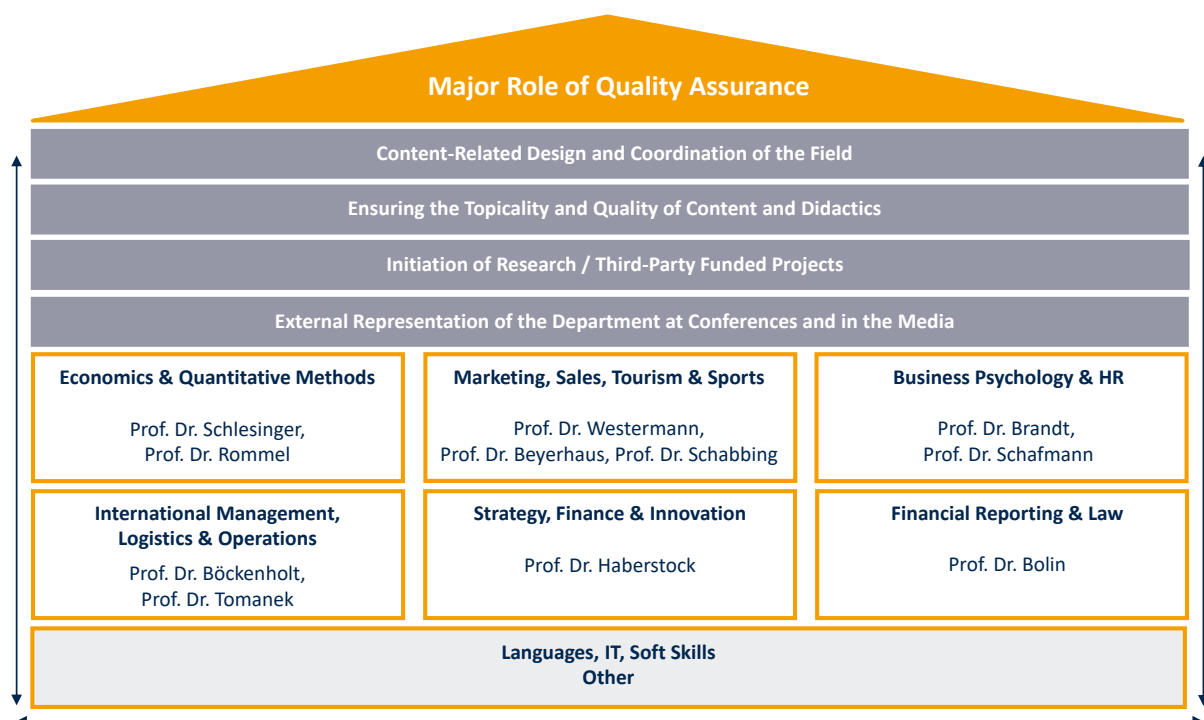 Major Role of Quality Assurance
Content-Related Design and Coordination of the Field
Ensuring the Topicality and Quality of Content and Didactics
Initiation of Research / Third-Party Funded Projects
External Representation of the Department at Conferences and in the Media
Economics & Quantitative Methods
Prof. Dr. Schlesinger,
Prof. Dr. Rommel
Marketing, Sales, Tourism & Sports
Prof. Dr. Westermann,
Prof. Dr. Beyerhaus, Prof. Dr. Schabbing
Business Psychology & HR
Prof. Dr. Brandt,
Prof. Dr. Schafmann
International Management,
Logistics & Operations
Prof. Dr. Böckenholt,
Prof. Dr. Tomanek
Strategy, Finance & Innovation
Prof. Dr. Haberstock
Financial Reporting & Law
Prof. Dr. Bolin
Languages, IT, Soft Skills
Other